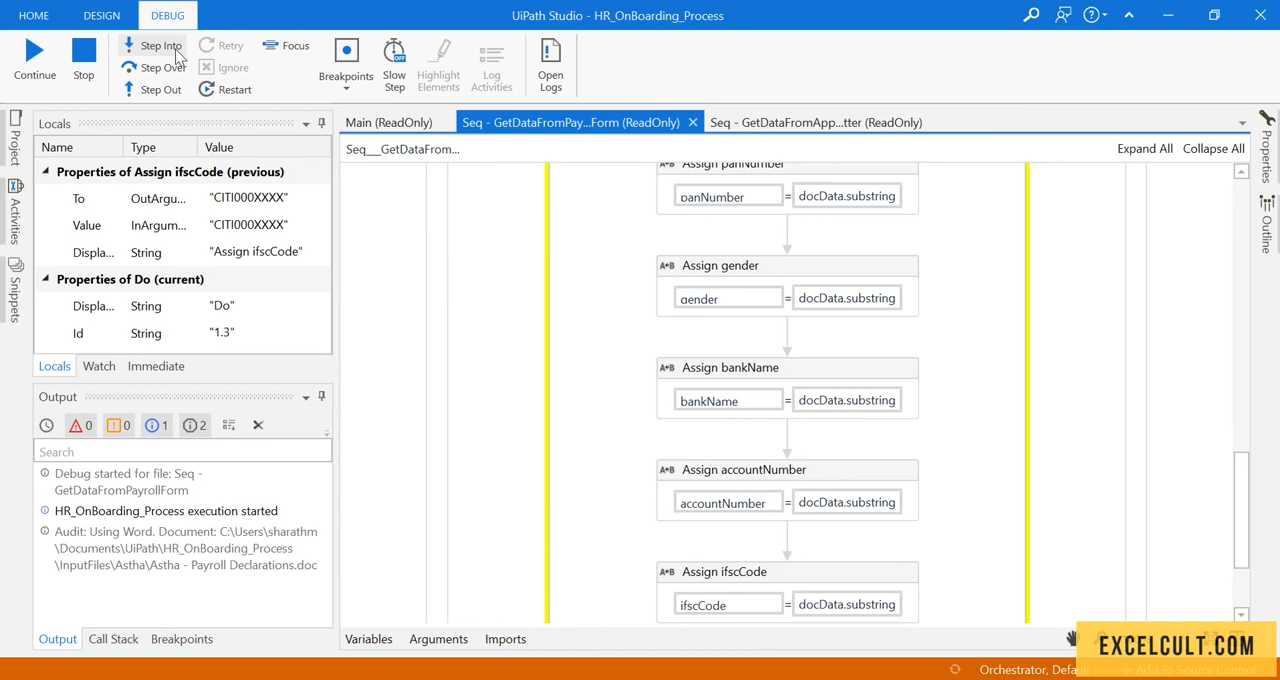 HOME DESIGN DEBUG UiPath Studio - HR_OnBoarding_Process
Continue Stop Step Into Step Over Step Out Retry Ignore Restart Focus Breakpoints Slow Step Highlight Elements Log Activities Open Logs
Project
Activities
Snippets
Locals
Name Type Value
Properties of Assign ifscCode (previous)
To OutArgu... "CITI000XXXX"
Value InArgum... "CITI000XXXX"
Displa... String "Assign ifscCode"
Properties of Do (current)
Displa... String "Do"
Id String "1.3"
Locals Watch Immediate
Output
0 0 1 2
Search
Debug started for file: Seq -
GetDataFromPayrollForm
HR_OnBoarding_Process execution started
Audit: Using Word. Document: C:\Users\sharathm
\Documents\UiPath\HR_OnBoarding_Process
\InputFiles\Astha\Astha - Payroll Declarations.doc
Output Call Stack Breakpoints
Main (ReadOnly) Seq - GetDataFromPay...Form (ReadOnly) Seq - GetDataFromApp...tter (ReadOnly)
Seq___GetDataFrom... Expand All Collapse All
A+B Assign panNumber
panNumber = docData.substring
A+B Assign gender
gender = docData.substring
A+B Assign bankName
bankName = docData.substring
A+B Assign accountNumber
accountNumber = docData.substring
A+B Assign ifscCode
ifscCode = docData.substring
Variables Arguments Imports
Properties
Outline
EXCELCULT.COM
Orchestrator, Defau
Add To Source Control